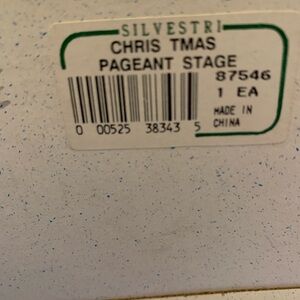 SILVESTRI
CHRIS TMAS
PAGEANT STAGE
87546
1 EA
MADE IN
CHINA
0 00525 38343 5